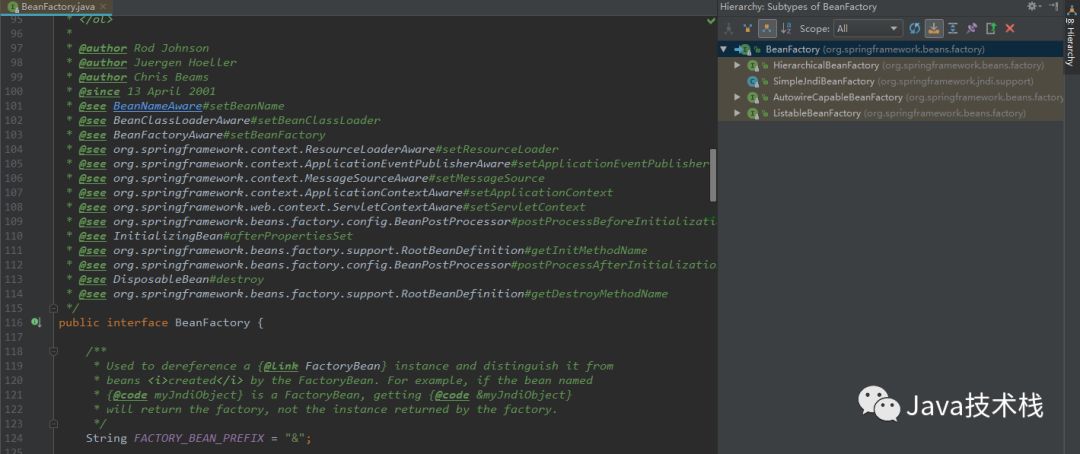 BeanFactory.java
Hierarchy: Subtypes of BeanFactory
Scope: All
8: Hierarchy
95 * </ol>
96 *
97 * @author Rod Johnson
98 * @author Juergen Hoeller
99 * @author Chris Beams
100 * @since 13 April 2001
101 * @see BeanNameAware#setBeanName
102 * @see BeanClassLoaderAware#setBeanClassLoader
103 * @see BeanFactoryAware#setBeanFactory
104 * @see org.springframework.context.ResourceLoaderAware#setResourceLoader
105 * @see org.springframework.context.ApplicationEventPublisherAware#setApplicationEventPublisher
106 * @see org.springframework.context.MessageSourceAware#setMessageSource
107 * @see org.springframework.context.ApplicationContextAware#setApplicationContext
108 * @see org.springframework.web.context.ServletContextAware#setServletContext
109 * @see org.springframework.beans.factory.config.BeanPostProcessor#postProcessBeforeInitializati
110 * @see InitializingBean#afterPropertiesSet
111 * @see org.springframework.beans.factory.support.RootBeanDefinition#getInitMethodName
112 * @see org.springframework.beans.factory.config.BeanPostProcessor#postProcessAfterInitializatio
113 * @see DisposableBean#destroy
114 * @see org.springframework.beans.factory.support.RootBeanDefinition#getDestroyMethodName
115 */
116 public interface BeanFactory {
117
118 /**
119 * Used to dereference a {@link FactoryBean} instance and distinguish it from
120 * beans <i>created</i> by the FactoryBean. For example, if the bean named
121 * {@code myJndiObject} is a FactoryBean, getting {@code &myJndiObject}
122 * will return the factory, not the instance returned by the factory.
123 */
124 String FACTORY_BEAN_PREFIX = "&";
125
BeanFactory (org.springframework.beans.factory)
HierarchicalBeanFactory (org.springframework.beans.factory)
SimpleJndiBeanFactory (org.springframework.jndi.support)
AutowireCapableBeanFactory (org.springframework.beans.factory
ListableBeanFactory (org.springframework.beans.factory)
Java技术栈